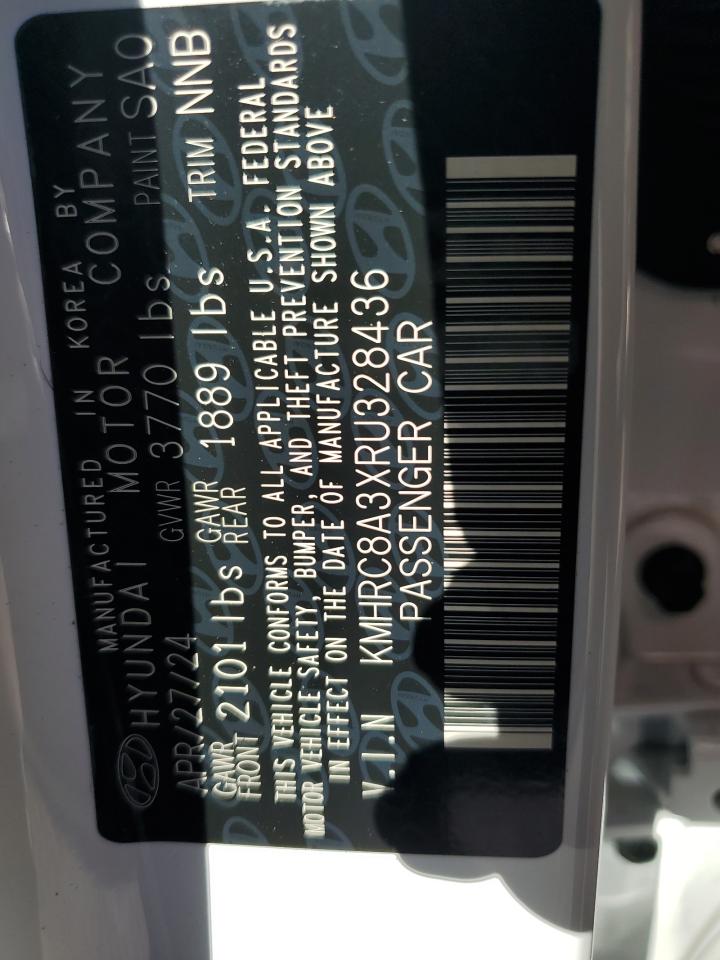 MANUFACTURED IN KOREA BY
HYUNDAI MOTOR COMPANY
APR/27/24 GVWR 3770 lbs PAINT SAO
GAWR FRONT 2101 lbs GAWR REAR 1889 lbs TRIM NNB
THIS VEHICLE CONFORMS TO ALL APPLICABLE U.S.A. FEDERAL
MOTOR VEHICLE SAFETY, BUMPER, AND THEFT PREVENTION STANDARDS
IN EFFECT ON THE DATE OF MANUFACTURE SHOWN ABOVE
V.I.N KMHRC8A3XRU328436
PASSENGER CAR